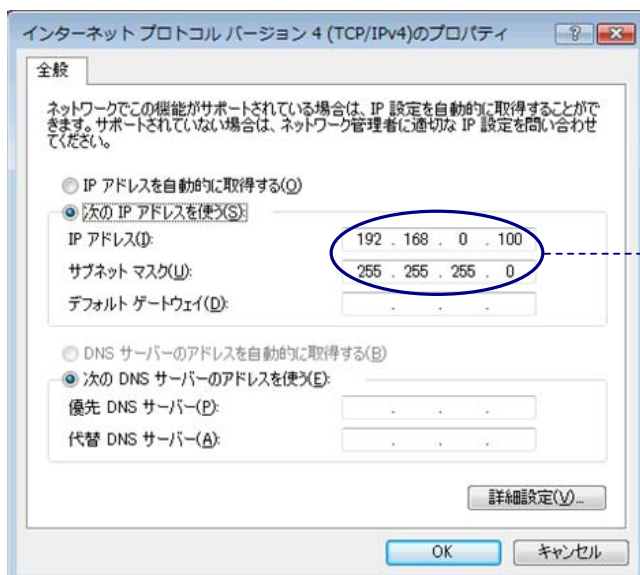 インターネット プロトコル バージョン 4 (TCP/IPv4)のプロパティ
全般
ネットワークでこの機能がサポートされている場合は、IP 設定を自動的に取得することがで
きます。サポートされていない場合は、ネットワーク管理者に適切な IP 設定を問い合わせ
てください。
IP アドレスを自動的に取得する(O)
次の IP アドレスを使う(S):
IP アドレス(I): 192 . 168 . 0 . 100
サブネット マスク(U): 255 . 255 . 255 . 0
デフォルト ゲートウェイ(D): . . .
DNS サーバーのアドレスを自動的に取得する(B)
次の DNS サーバーのアドレスを使う(E):
優先 DNS サーバー(P): . . .
代替 DNS サーバー(A): . . .
詳細設定(V)...
OK キャンセル